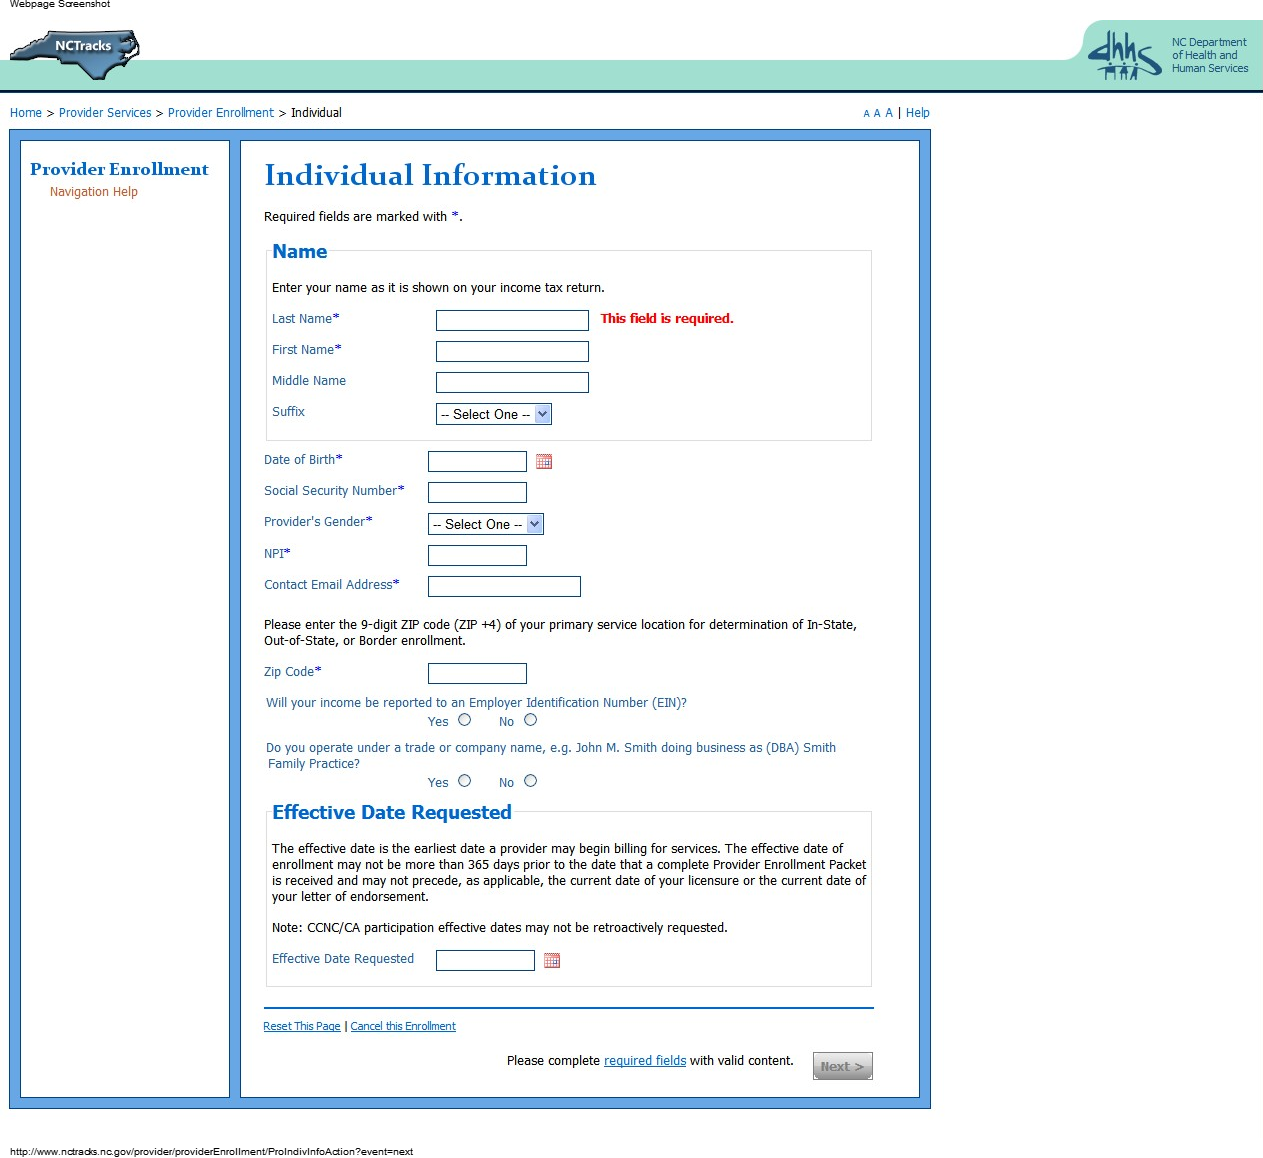 Webpage Screenshot
NCTracks
dhhs
NC Department
of Health and
Human Services
Home > Provider Services > Provider Enrollment > Individual
A A A | Help
Provider Enrollment
Navigation Help
Individual Information
Required fields are marked with *.
Name
Enter your name as it is shown on your income tax return.
Last Name* This field is required.
First Name*
Middle Name
Suffix -- Select One --
Date of Birth*
Social Security Number*
Provider's Gender* -- Select One --
NPI*
Contact Email Address*
Please enter the 9-digit ZIP code (ZIP +4) of your primary service location for determination of In-State,
Out-of-State, or Border enrollment.
Zip Code*
Will your income be reported to an Employer Identification Number (EIN)?
Yes No
Do you operate under a trade or company name, e.g. John M. Smith doing business as (DBA) Smith
Family Practice?
Yes No
Effective Date Requested
The effective date is the earliest date a provider may begin billing for services. The effective date of
enrollment may not be more than 365 days prior to the date that a complete Provider Enrollment Packet
is received and may not precede, as applicable, the current date of your licensure or the current date of
your letter of endorsement.
Note: CCNC/CA participation effective dates may not be retroactively requested.
Effective Date Requested
Reset This Page | Cancel this Enrollment
Please complete required fields with valid content. Next >
http://www.nctracks.nc.gov/provider/providerEnrollment/ProIndivInfoAction?event=next